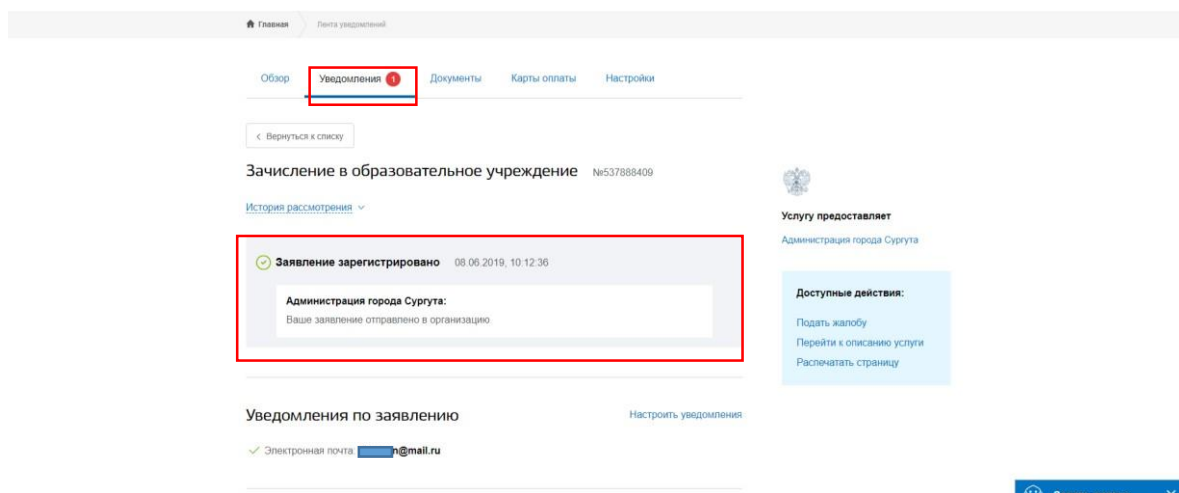 Главная Лента уведомлений
Обзор Уведомления 1 Документы Карты оплаты Настройки
Вернуться к списку
Зачисление в образовательное учреждение №537888409
История рассмотрения
Заявление зарегистрировано 08.06.2019, 10:12:36
Администрация города Сургута:
Ваше заявление отправлено в организацию
Услугу предоставляет
Администрация города Сургута
Доступные действия:
Подать жалобу
Перейти к описанию услуги
Распечатать страницу
Уведомления по заявлению Настроить уведомления
Электронная почта: n@mail.ru